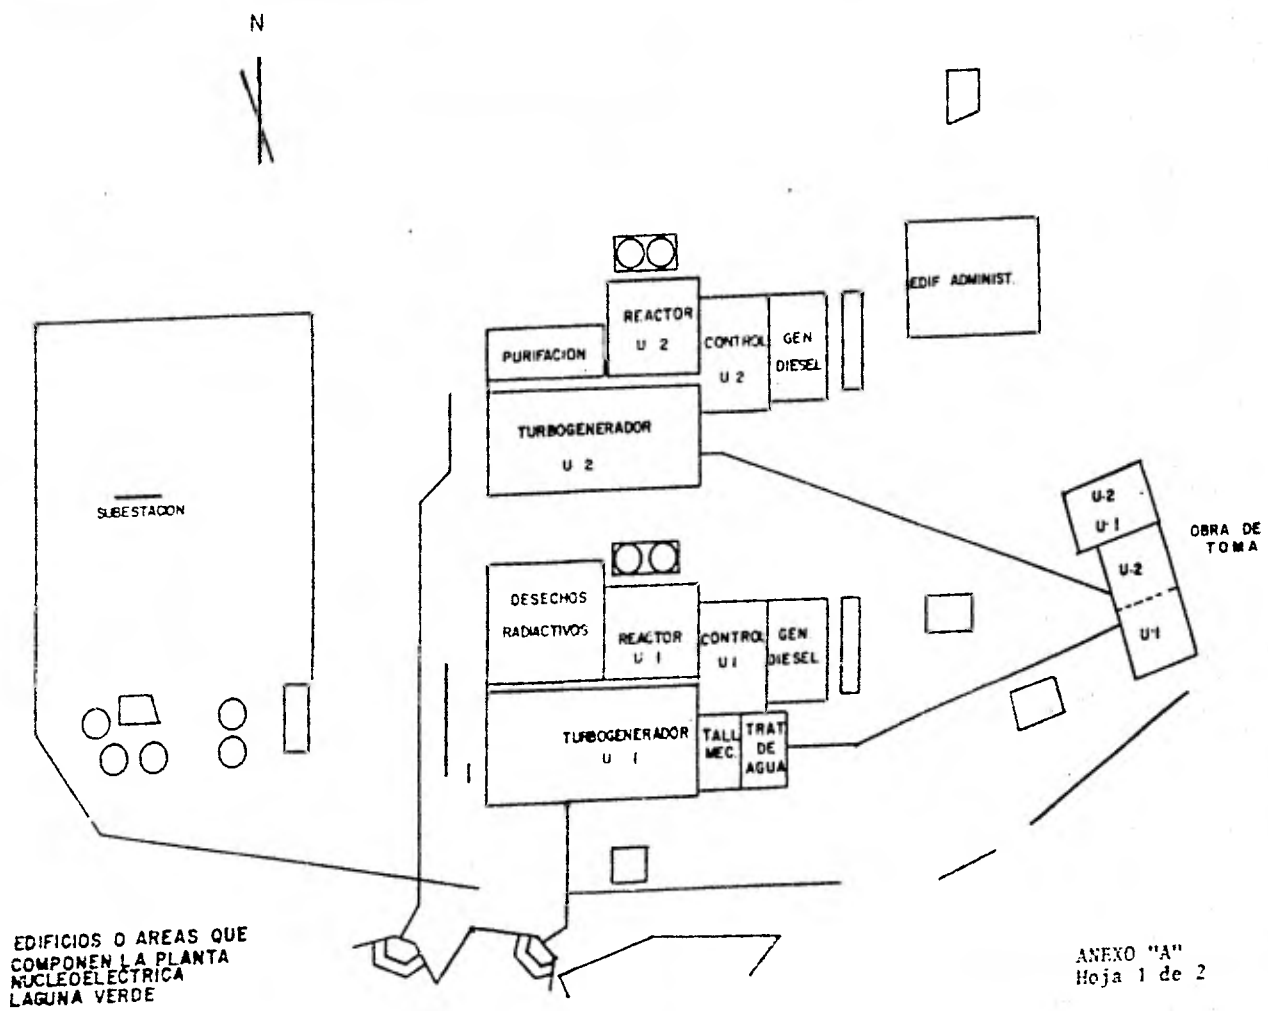 N
EDIF ADMINIST.
REACTOR
U 2
PURIFACION
CONTROL
U 2
GEN
DIESEL
TURBOGENERADOR
U 2
SUBESTACION
U-2
U-1
OBRA DE
TOMA
U-2
U-1
DESECHOS
RADIACTIVOS
REACTOR
U 1
CONTROL
U 1
GEN
DIESEL
TURBOGENERADOR
U 1
TALL
MEC.
TRAT
DE
AGUA
EDIFICIOS O AREAS QUE
COMPONEN LA PLANTA
NUCLEOELECTRICA
LAGUNA VERDE
ANEXO "A"
Hoja 1 de 2